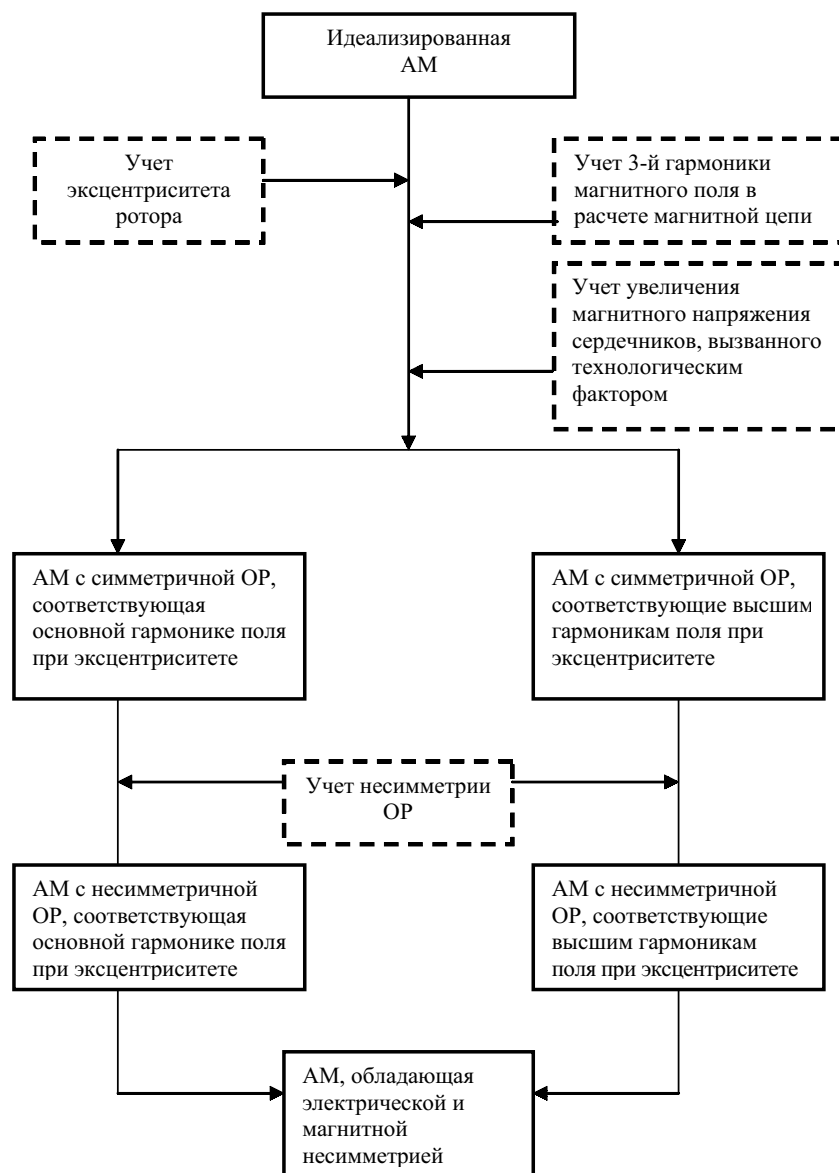 Идеализированная
АМ
Учет
эксцентриситета
ротора
Учет 3-й гармоники
магнитного поля в
расчете магнитной цепи
Учет увеличения
магнитного напряжения
сердечников, вызванного
технологическим
фактором
АМ с симметричной ОР,
соответствующая
основной гармонике поля
при эксцентриситете
АМ с симметричной ОР,
соответствующие высшим
гармоникам поля при
эксцентриситете
Учет несимметрии
ОР
АМ с несимметричной
ОР, соответствующая
основной гармонике поля
при эксцентриситете
АМ с несимметричной
ОР, соответствующие
высшим гармоникам
поля при эксцентриситете
АМ, обладающая
электрической и
магнитной
несимметрией